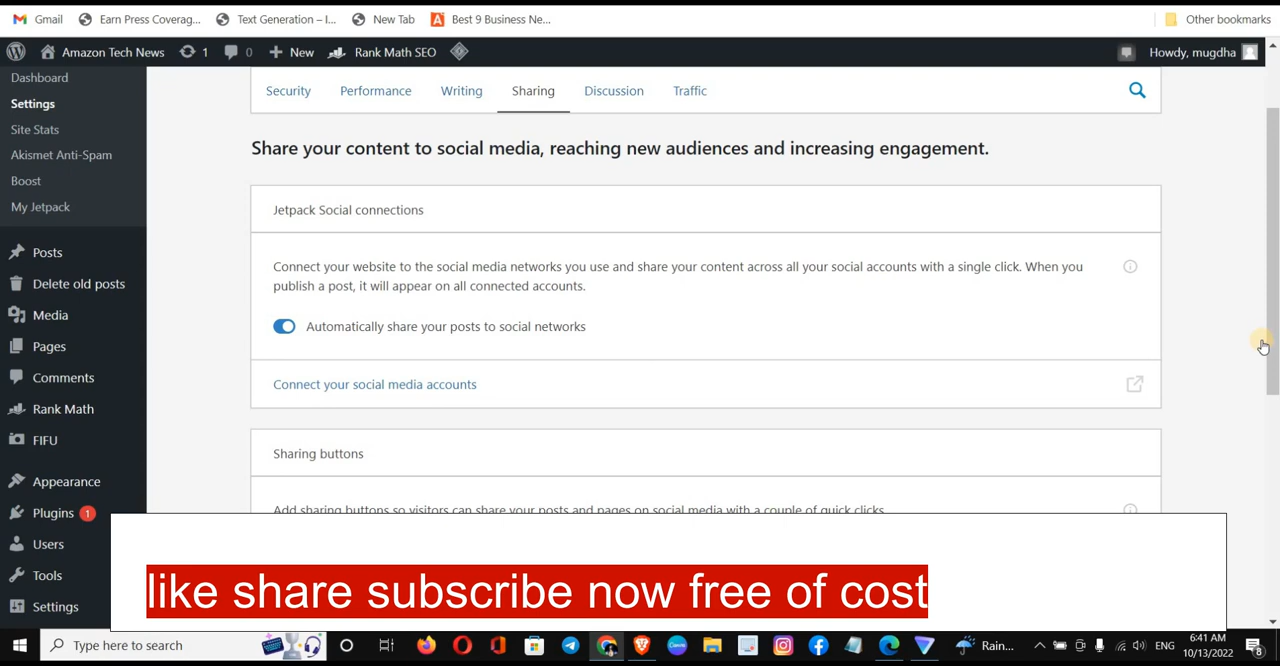 Gmail
Earn Press Coverag...
Text Generation – I...
New Tab
Best 9 Business Ne...
Other bookmarks
Amazon Tech News
1
0
New
Rank Math SEO
Howdy, mugdha
Dashboard
Settings
Site Stats
Akismet Anti-Spam
Boost
My Jetpack
Posts
Delete old posts
Media
Pages
Comments
Rank Math
FIFU
Appearance
Plugins 1
Users
Tools
Settings
Security
Performance
Writing
Sharing
Discussion
Traffic
Share your content to social media, reaching new audiences and increasing engagement.
Jetpack Social connections
Connect your website to the social media networks you use and share your content across all your social accounts with a single click. When you
publish a post, it will appear on all connected accounts.
Automatically share your posts to social networks
Connect your social media accounts
Sharing buttons
Add sharing buttons so visitors can share your posts and pages on social media with a couple of quick clicks.
like share subscribe now free of cost
Type here to search
Rain...
ENG
6:41 AM
10/13/2022
8